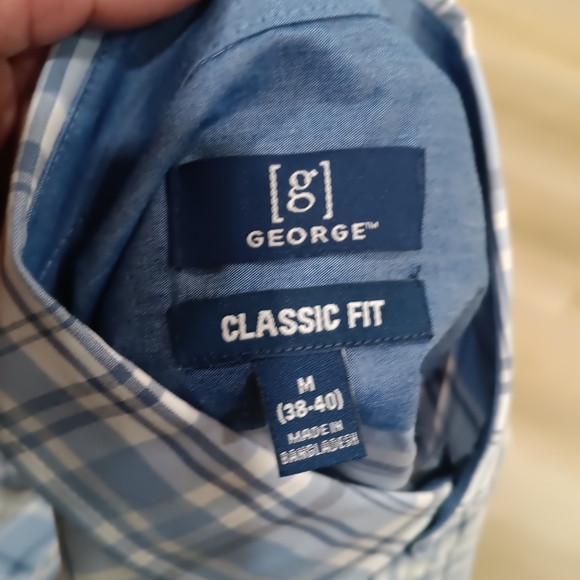 [g]
GEORGE™
CLASSIC FIT
M
(38-40)
MADE IN
BANGLADESH